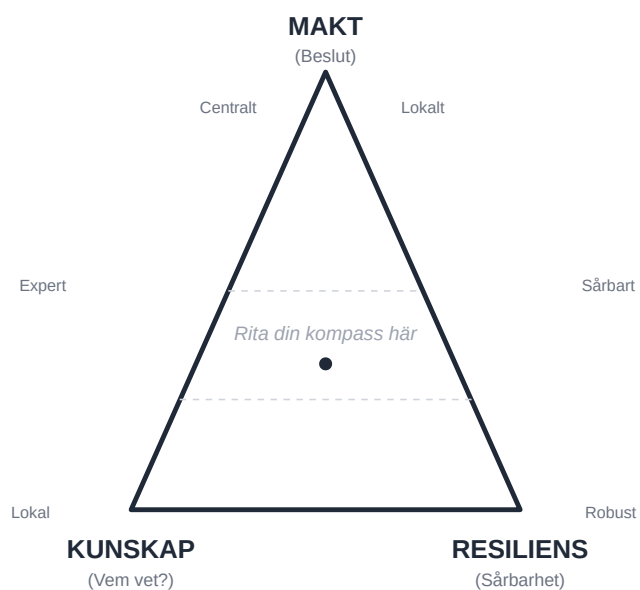 MAKT
(Beslut)
Centralt
Lokalt
Expert
Sårbart
Rita din kompass här
Lokal
Robust
KUNSKAP
RESILIENS
(Vem vet?)
(Sårbarhet)